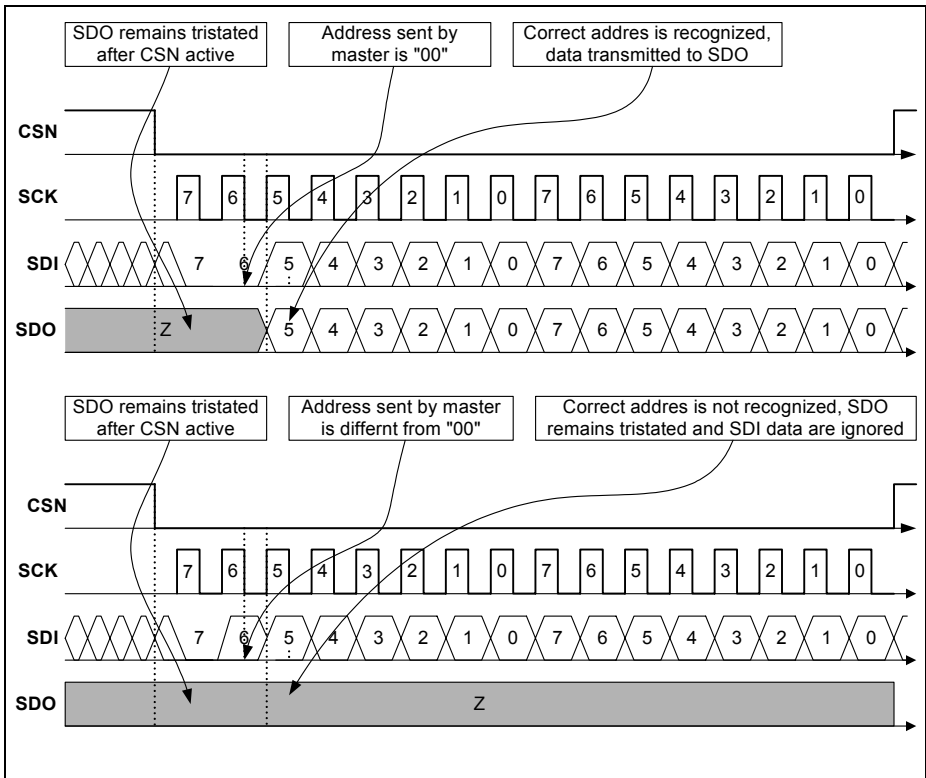 SDO remains tristated
after CSN active
Address sent by
master is "00"
Correct addres is recognized,
data transmitted to SDO
CSN
SCK
7 6 5 4 3 2 1 0 7 6 5 4 3 2 1 0
SDI
7 6 5 4 3 2 1 0 7 6 5 4 3 2 1 0
SDO
Z 5 4 3 2 1 0 7 6 5 4 3 2 1 0
SDO remains tristated
after CSN active
Address sent by master
is differnt from "00"
Correct addres is not recognized, SDO
remains tristated and SDI data are ignored
CSN
SCK
7 6 5 4 3 2 1 0 7 6 5 4 3 2 1 0
SDI
7 6 5 4 3 2 1 0 7 6 5 4 3 2 1 0
SDO
Z